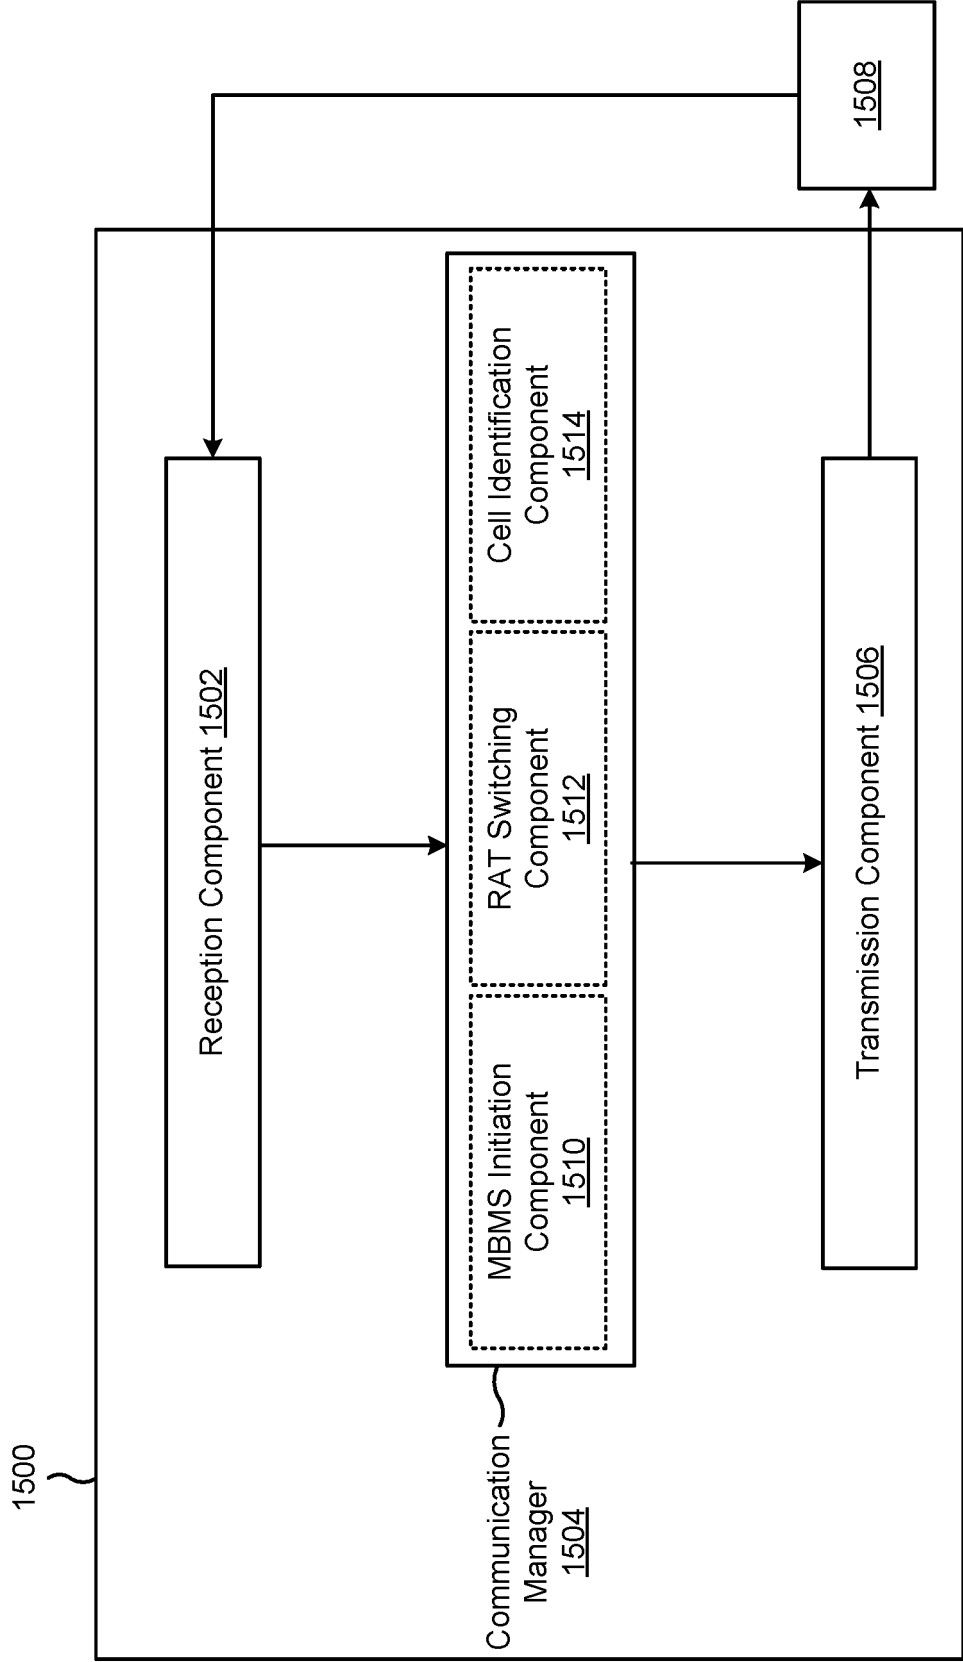 1500
Reception Component 1502
Communication
Manager
1504
MBMS Initiation
Component
1510
RAT Switching
Component
1512
Cell Identification
Component
1514
Transmission Component 1506
1508